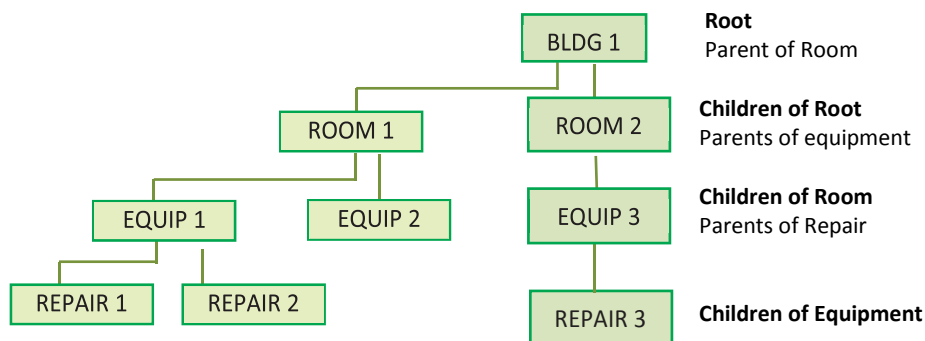 Root
BLDG 1
Parent of Room
Children of Root
ROOM 1
ROOM 2
Parents of equipment
Children of Room
EQUIP 1
EQUIP 2
EQUIP 3
Parents of Repair
REPAIR 1
REPAIR 2
REPAIR 3
Children of Equipment